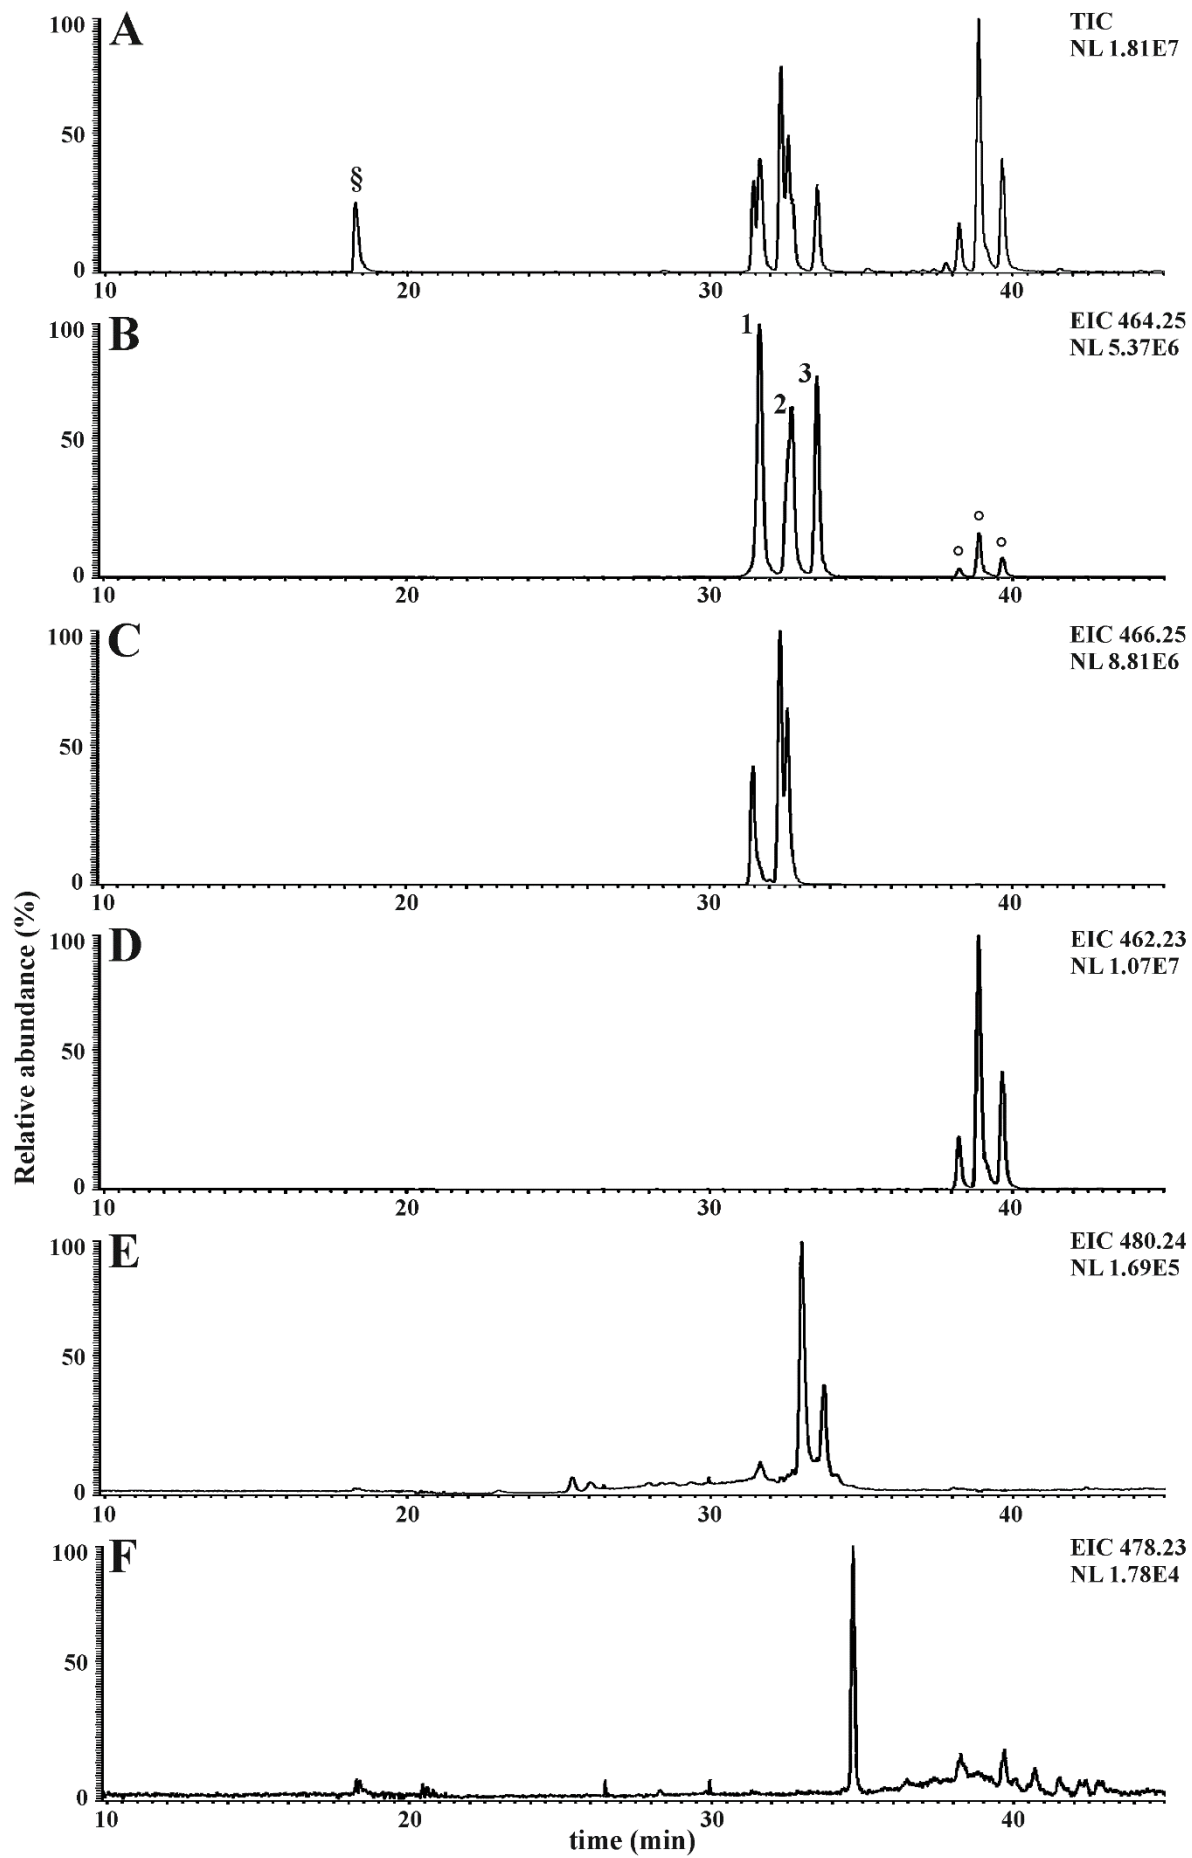 A
TIC
NL 1.81E7
100
50
0
§
10 20 30 40
B
EIC 464.25
NL 5.37E6
100
50
0
1
2
3
° ° °
10 20 30 40
C
EIC 466.25
NL 8.81E6
100
50
0
10 20 30 40
D
EIC 462.23
NL 1.07E7
100
50
0
10 20 30 40
E
EIC 480.24
NL 1.69E5
100
50
0
10 20 30 40
F
EIC 478.23
NL 1.78E4
100
50
0
10 20 30 40
Relative abundance (%)
time (min)